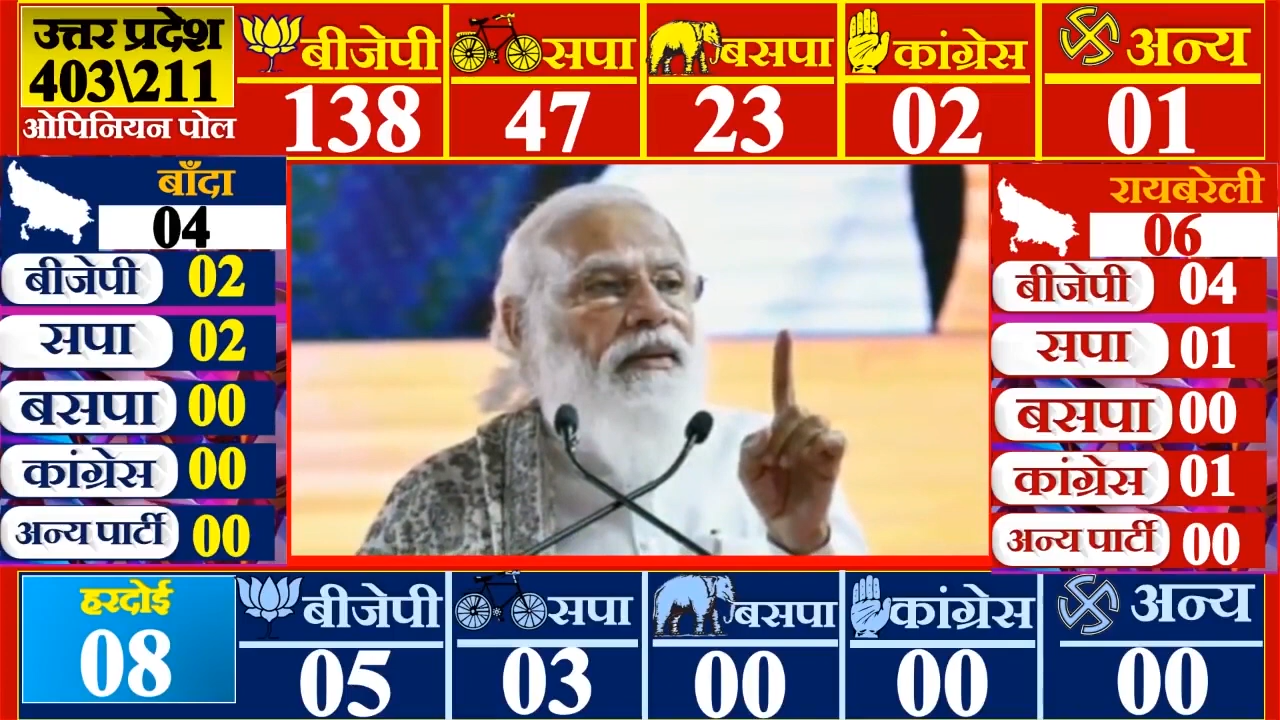 उत्तर प्रदेश
403\211
ओपिनियन पोल
बीजेपी
138
सपा
47
बसपा
23
कांग्रेस
02
अन्य
01
बाँदा
04
बीजेपी 02
सपा 02
बसपा 00
कांग्रेस 00
अन्य पार्टी 00
रायबरेली
06
बीजेपी 04
सपा 01
बसपा 00
कांग्रेस 01
अन्य पार्टी 00
हरदोई
08
बीजेपी
05
सपा
03
बसपा
00
कांग्रेस
00
अन्य
00